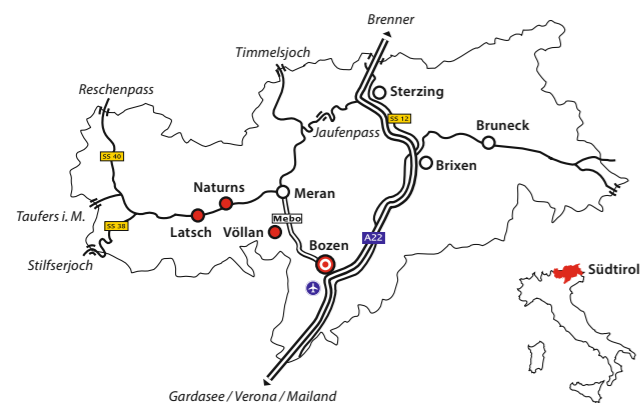 Brenner
Timmelsjoch
Reschenpass
Sterzing
SS 12
Jaufenpass
Bruneck
SS 40
Brixen
Naturns
Meran
Taufers i. M.
SS 38
Latsch
Völlan
Mebo
A22
Bozen
Stilfserjoch
Südtirol
Gardasee / Verona / Mailand